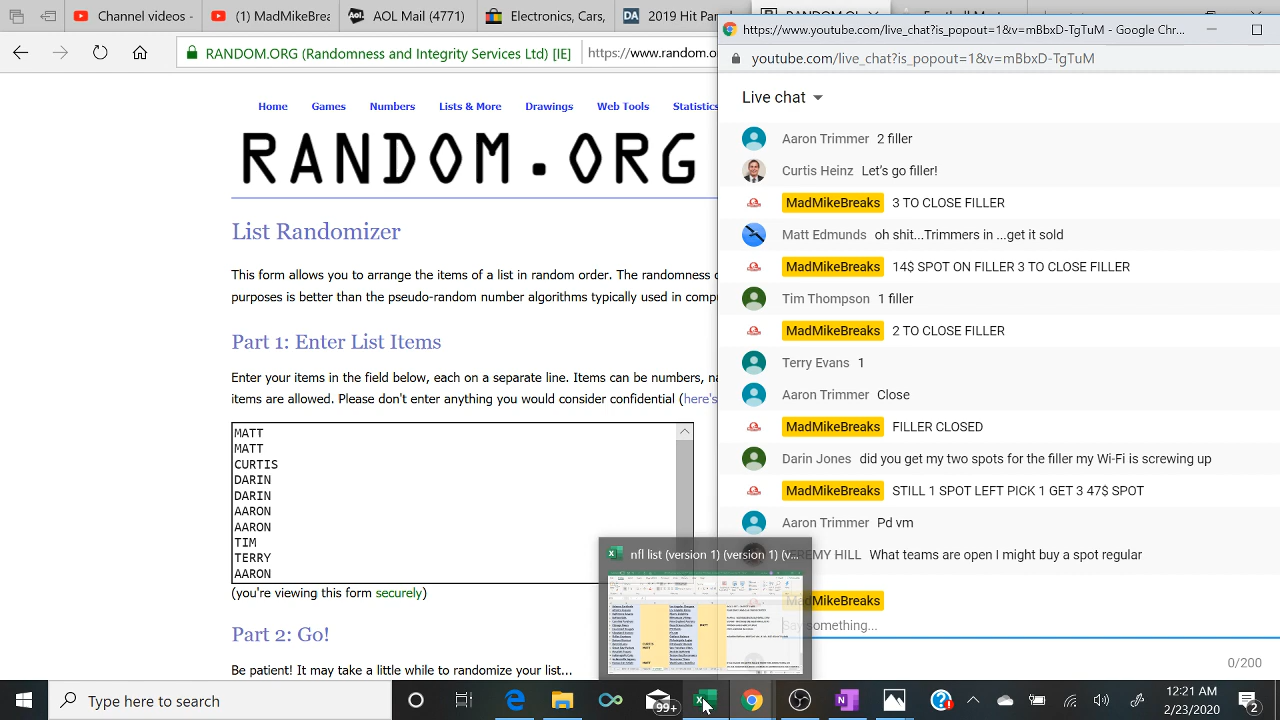 Channel videos
(5) MadMik
AOL Mail (4477)
Electronics, C
2019 Hit Par
https://www.youtube.com/live_chat?is_popout=1&v=mBbxD-TgTuM - Google Chr...
RANDOM.ORG (Randomness and Integrity Services Ltd) [IE]
https://www.random.o
youtube.com/live_chat?is_popout=1&v=mBbxD-TgTuM
Home Games Numbers Lists & More Drawings Web Tools Statistics
RANDOM.ORG
List Randomizer
This form allows you to arrange the items of a list in random order. The randomness c
purposes is better than the pseudo-random number algorithms typically used in comp
Part 1: Enter List Items
Enter your items in the field below, each on a separate line. Items can be numbers, na
items are allowed. Please don't enter anything you would consider confidential (here's
MATT
MATT
CURTIS
DARIN
DARIN
AARON
AARON
TIM
TERRY
AARON
Part 2: Go!
Be patient! It may take a little while to randomize your list...
Live chat
Aaron Trimmer 2 filler
Curtis Heinz Let's go filler!
MadMikeBreaks 3 TO CLOSE FILLER
Matt Edmunds oh shit...Trimmers in ...get it sold
MadMikeBreaks 14$ SPOT ON FILLER 3 TO CLOSE FILLER
Tim Thompson 1 filler
MadMikeBreaks 2 TO CLOSE FILLER
Terry Evans 1
Aaron Trimmer Close
MadMikeBreaks FILLER CLOSED
Darin Jones did you get my two spots for the filler my Wi-Fi is screwing up
MadMikeBreaks STILL 1 SPOT LEFT PICK 1 GET 3 47$ SPOT
Aaron Trimmer Pd vm
JEREMY HILL What teams are open I might buy a spot regular
MadMikeBreaks
Say something...
0/200
nfl list (version 1) (version 1) (v...
Type here to search
99+
12:21 AM
2/23/2020
2